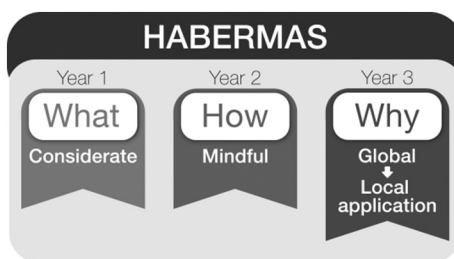 HABERMAS
Year 1
What
Considerate
Year 2
How
Mindful
Year 3
Why
Global
Local
application